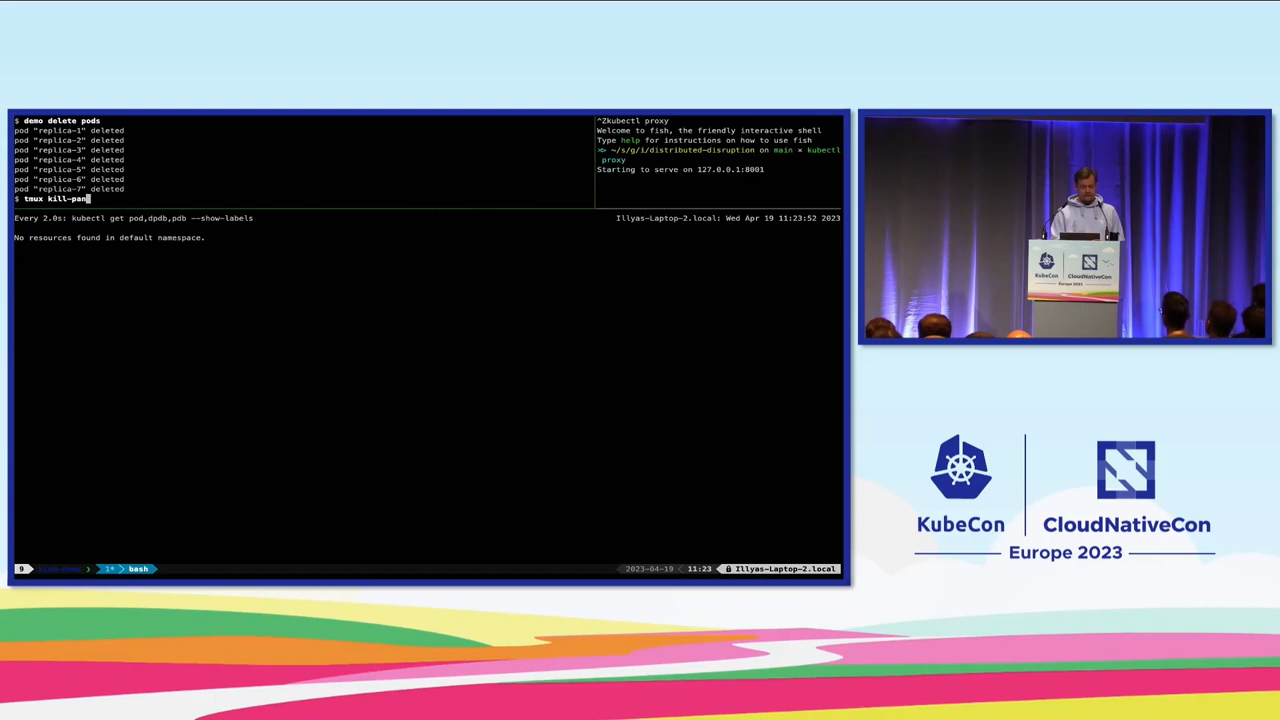 $ demo delete pods
pod "replica-1" deleted
pod "replica-2" deleted
pod "replica-3" deleted
pod "replica-4" deleted
pod "replica-5" deleted
pod "replica-6" deleted
pod "replica-7" deleted
$ tmux kill-pan
^Zkubectl proxy
Welcome to fish, the friendly interactive shell
Type help for instructions on how to use fish
~/s/g/i/distributed-disruption on main × kubectl
proxy
Starting to serve on 127.0.0.1:8001
Every 2.0s: kubectl get pod,dpdb,pdb --show-labels
Illyas-Laptop-2.local: Wed Apr 19 11:23:52 2023
No resources found in default namespace.
9 1* bash
2023-04-19 11:23 Illyas-Laptop-2.local
KubeCon CloudNativeCon
Europe 2023
KubeCon CloudNativeCon
Europe 2023